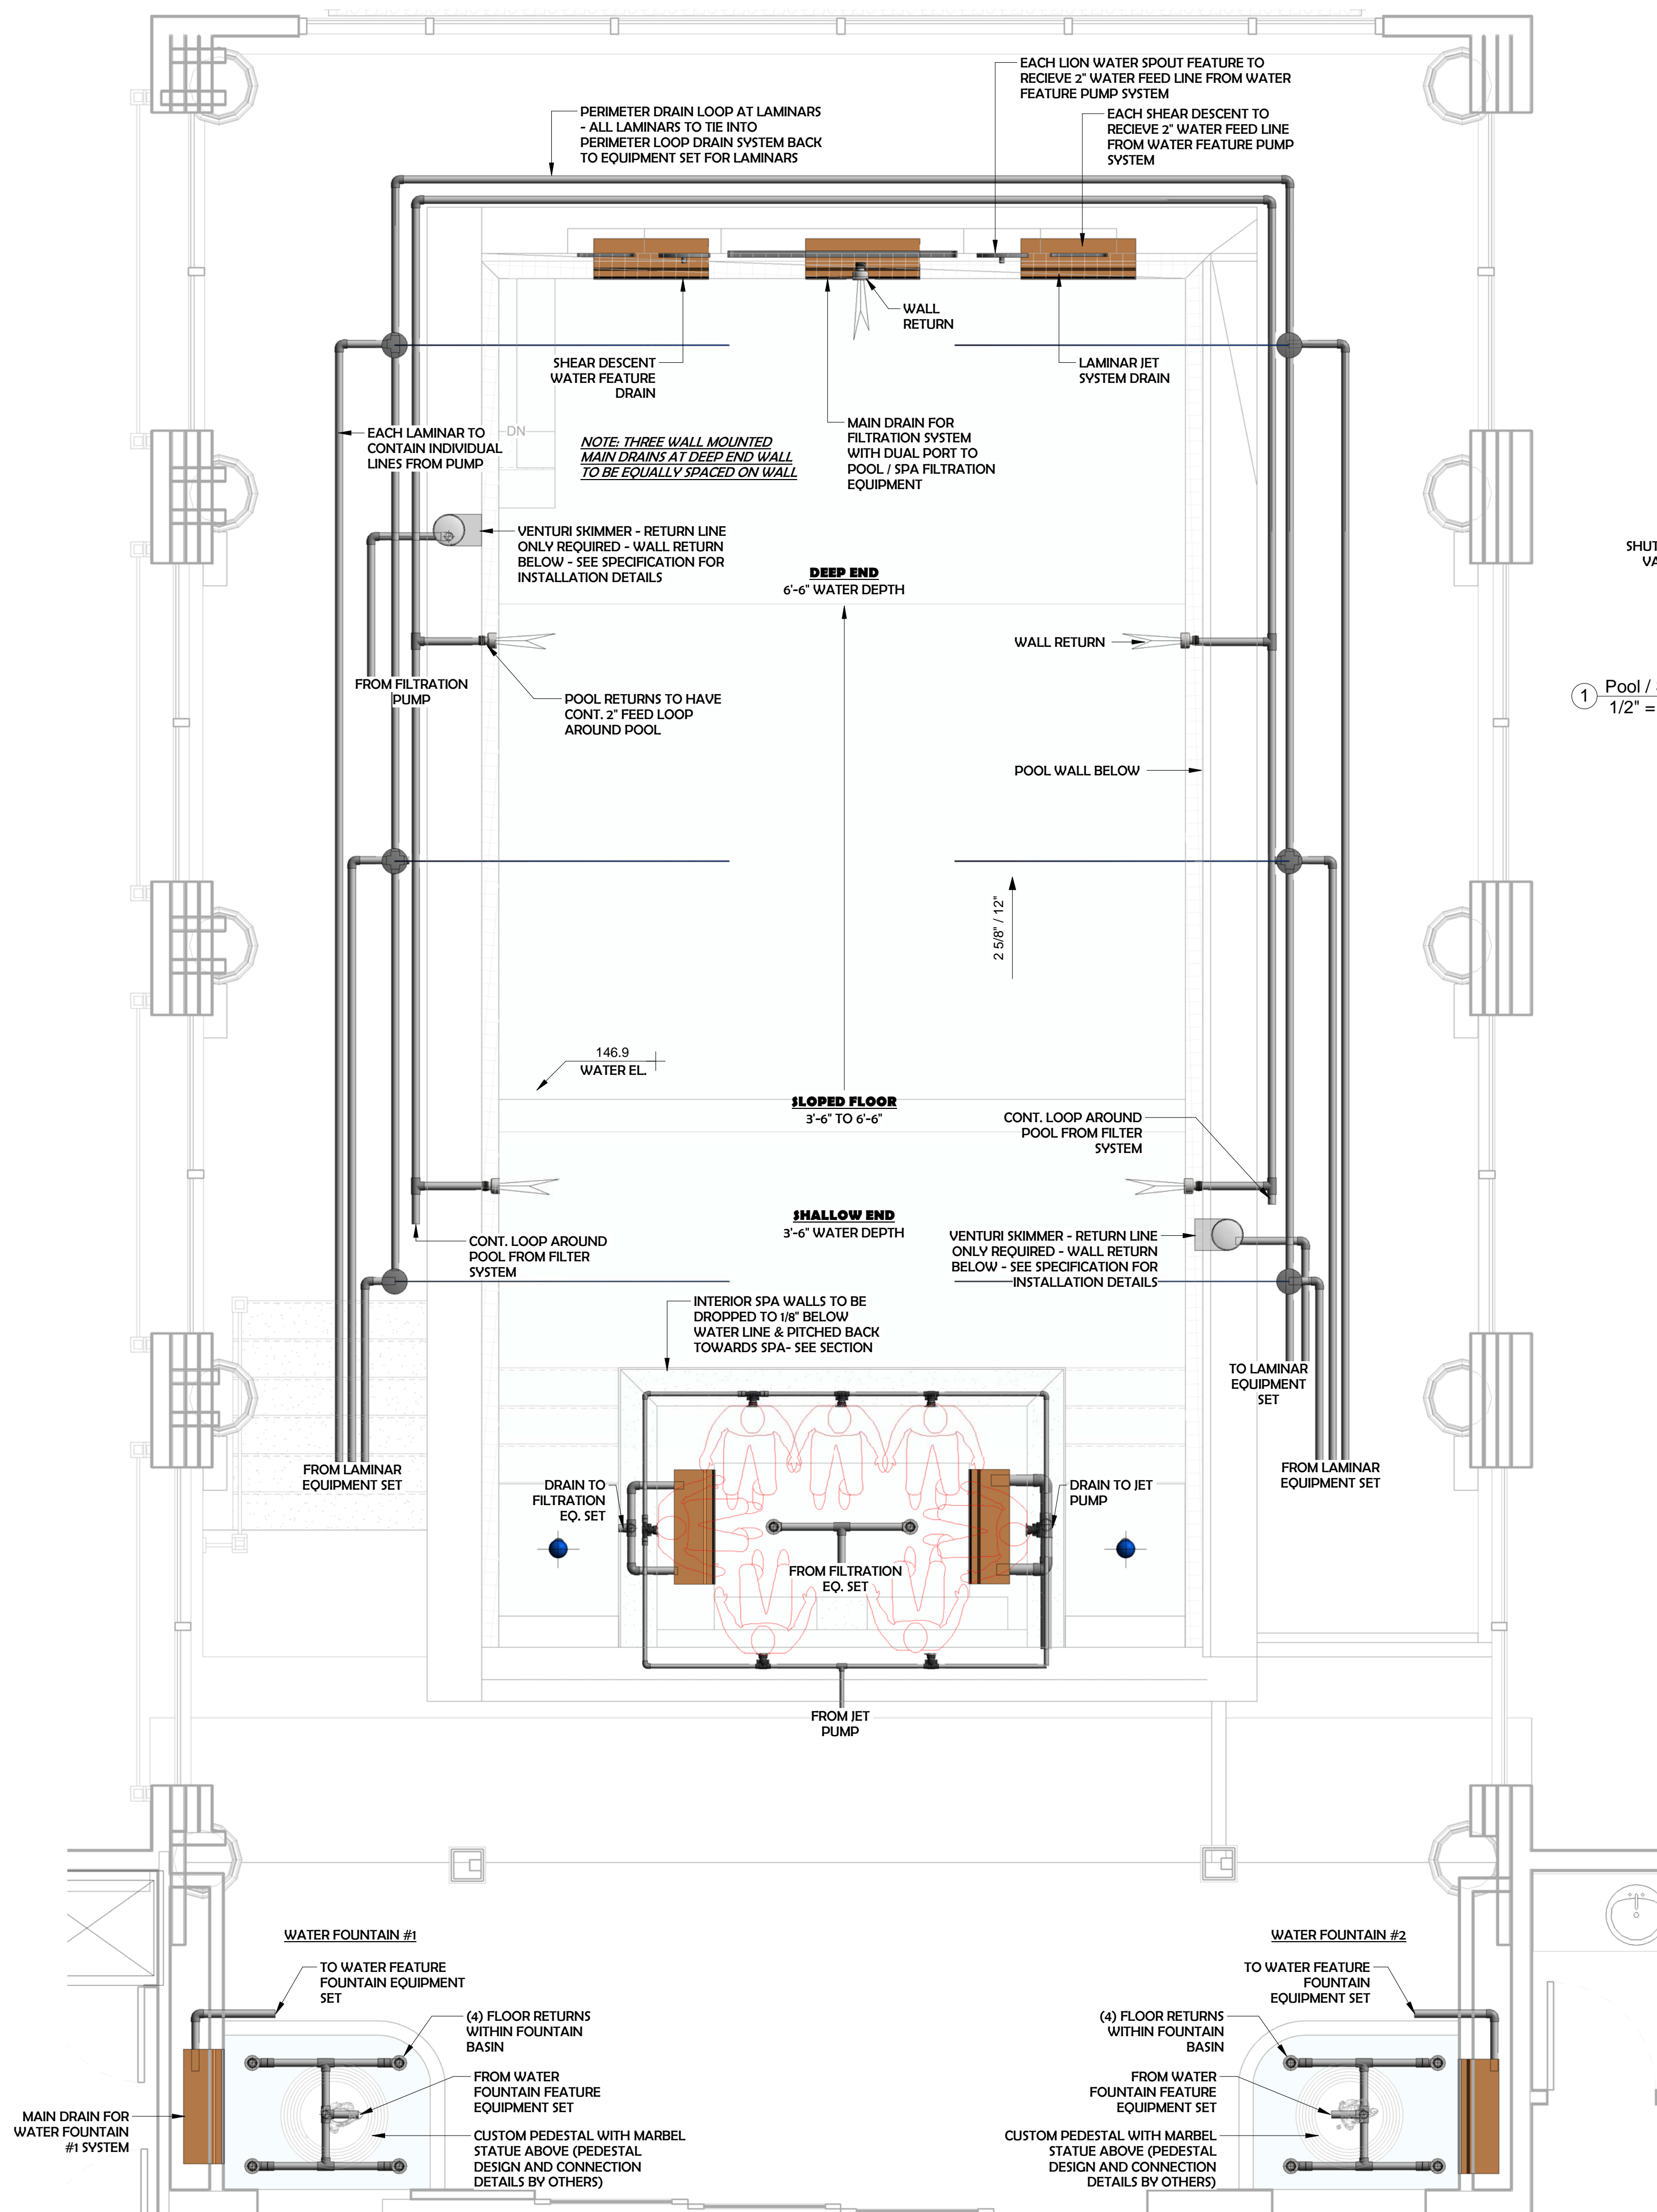 EACH LION WATER SPOUT FEATURE TO
RECIEVE 2" WATER FEED LINE FROM WATER
FEATURE PUMP SYSTEM
PERIMETER DRAIN LOOP AT LAMINARS
- ALL LAMINARS TO TIE INTO
PERIMETER LOOP DRAIN SYSTEM BACK
TO EQUIPMENT SET FOR LAMINARS
EACH SHEAR DESCENT TO
RECIEVE 2" WATER FEED LINE
FROM WATER FEATURE PUMP
SYSTEM
WALL
RETURN
SHEAR DESCENT
WATER FEATURE
DRAIN
LAMINAR JET
SYSTEM DRAIN
EACH LAMINAR TO
CONTAIN INDIVIDUAL
LINES FROM PUMP
DN
NOTE: THREE WALL MOUNTED
MAIN DRAINS AT DEEP END WALL
TO BE EQUALLY SPACED ON WALL
MAIN DRAIN FOR
FILTRATION SYSTEM
WITH DUAL PORT TO
POOL / SPA FILTRATION
EQUIPMENT
VENTURI SKIMMER - RETURN LINE
ONLY REQUIRED - WALL RETURN
BELOW - SEE SPECIFICATION FOR
INSTALLATION DETAILS
SHUT
VA
DEEP END
6'-6" WATER DEPTH
WALL RETURN
FROM FILTRATION
PUMP
POOL RETURNS TO HAVE
CONT. 2" FEED LOOP
AROUND POOL
1
Pool /
1/2" =
POOL WALL BELOW
2 5/8" / 12"
146.9
WATER EL.
SLOPED FLOOR
3'-6" TO 6'-6"
CONT. LOOP AROUND
POOL FROM FILTER
SYSTEM
SHALLOW END
3'-6" WATER DEPTH
CONT. LOOP AROUND
POOL FROM FILTER
SYSTEM
VENTURI SKIMMER - RETURN LINE
ONLY REQUIRED - WALL RETURN
BELOW - SEE SPECIFICATION FOR
INSTALLATION DETAILS
INTERIOR SPA WALLS TO BE
DROPPED TO 1/8" BELOW
WATER LINE & PITCHED BACK
TOWARDS SPA- SEE SECTION
TO LAMINAR
EQUIPMENT
SET
FROM LAMINAR
EQUIPMENT SET
FROM LAMINAR
EQUIPMENT SET
DRAIN TO
FILTRATION
EQ. SET
DRAIN TO JET
PUMP
FROM FILTRATION
EQ. SET
FROM JET
PUMP
WATER FOUNTAIN #1
TO WATER FEATURE
FOUNTAIN EQUIPMENT
SET
(4) FLOOR RETURNS
WITHIN FOUNTAIN
BASIN
FROM WATER
FOUNTAIN FEATURE
EQUIPMENT SET
MAIN DRAIN FOR
WATER FOUNTAIN
#1 SYSTEM
CUSTOM PEDESTAL WITH MARBEL
STATUE ABOVE (PEDESTAL
DESIGN AND CONNECTION
DETAILS BY OTHERS)
WATER FOUNTAIN #2
TO WATER FEATURE
FOUNTAIN
EQUIPMENT SET
(4) FLOOR RETURNS
WITHIN FOUNTAIN
BASIN
FROM WATER
FOUNTAIN FEATURE
EQUIPMENT SET
CUSTOM PEDESTAL WITH MARBEL
STATUE ABOVE (PEDESTAL
DESIGN AND CONNECTION
DETAILS BY OTHERS)